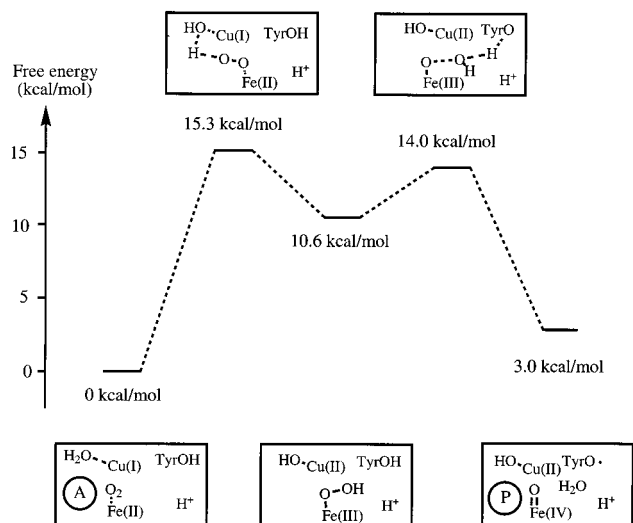 HO Cu(I) TyrOH
H O O
Fe(II) H+
HO Cu(II) TyrO
O O H
H
Fe(III) H+
Free energy
(kcal/mol)
15.3 kcal/mol
14.0 kcal/mol
15
10
10.6 kcal/mol
5
0
3.0 kcal/mol
0 kcal/mol
H2O Cu(I) TyrOH
A O2 H+
Fe(II)
HO Cu(II) TyrOH
O OH
Fe(III) H+
HO Cu(II) TyrO·
P O H2O H+
Fe(IV)